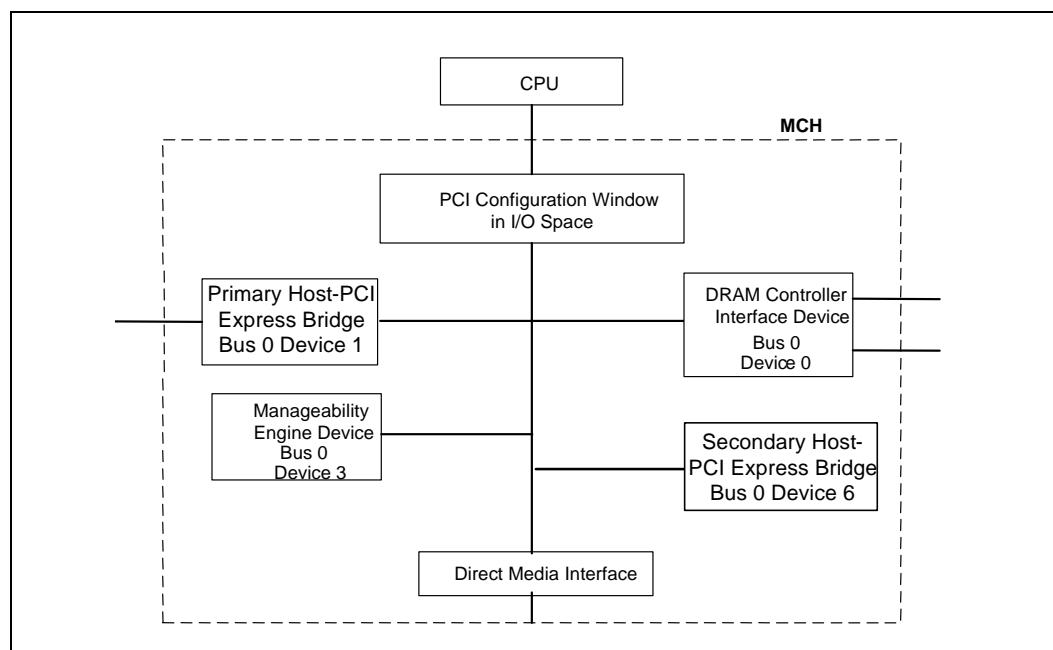 CPU
MCH
PCI Configuration Window
in I/O Space
Primary Host-PCI
Express Bridge
Bus 0 Device 1
DRAM Controller
Interface Device
Bus 0
Device 0
Manageability
Engine Device
Bus 0
Device 3
Secondary Host-
PCI Express Bridge
Bus 0 Device 6
Direct Media Interface